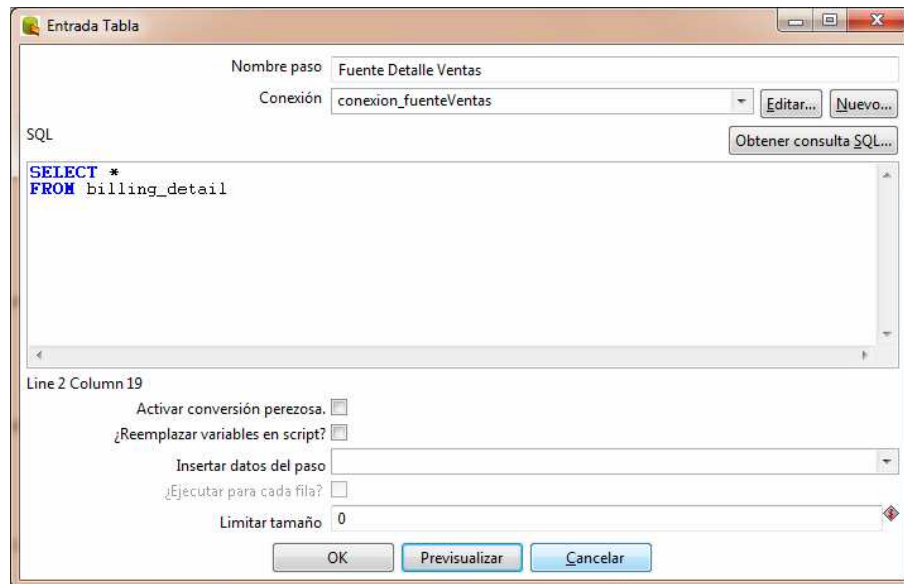 Entrada Tabla
Nombre paso Fuente Detalle Ventas
Conexión conexion_fuenteVentas Editar... Nuevo...
SQL Obtener consulta SQL...
SELECT *
FROM billing_detail
Line 2 Column 19
Activar conversión perezosa.
¿Reemplazar variables en script?
Insertar datos del paso
¿Ejecutar para cada fila?
Limitar tamaño 0
OK Previsualizar Cancelar